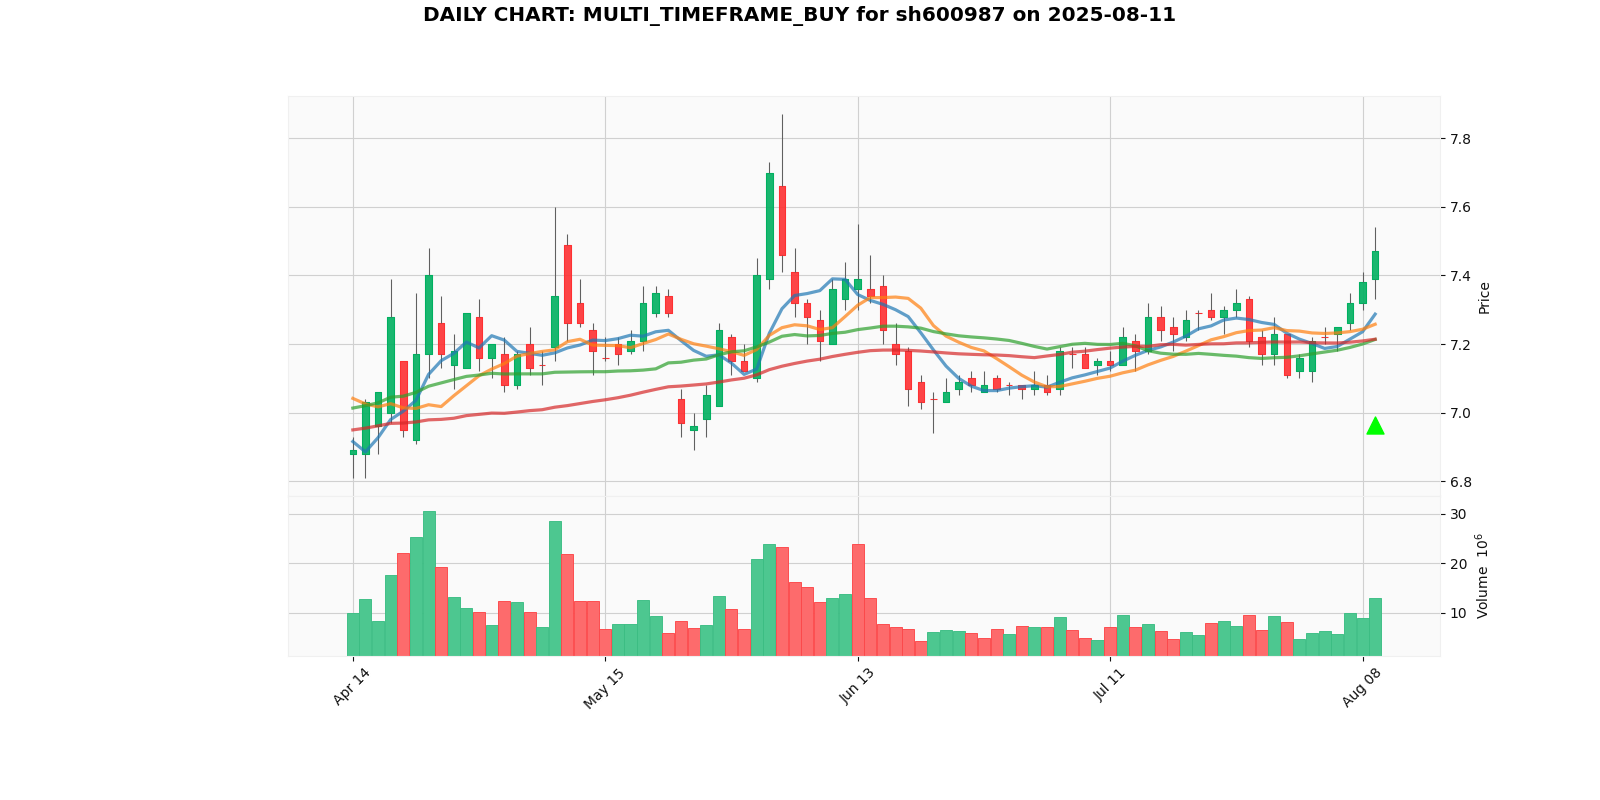 DAILY CHART: MULTI_TIMEFRAME_BUY for sh600987 on 2025-08-11
7.8
7.6
7.4
7.2
7.0
6.8
Price
30
20
10
Volume 10^6
Apr 14
May 15
Jun 13
Jul 11
Aug 08